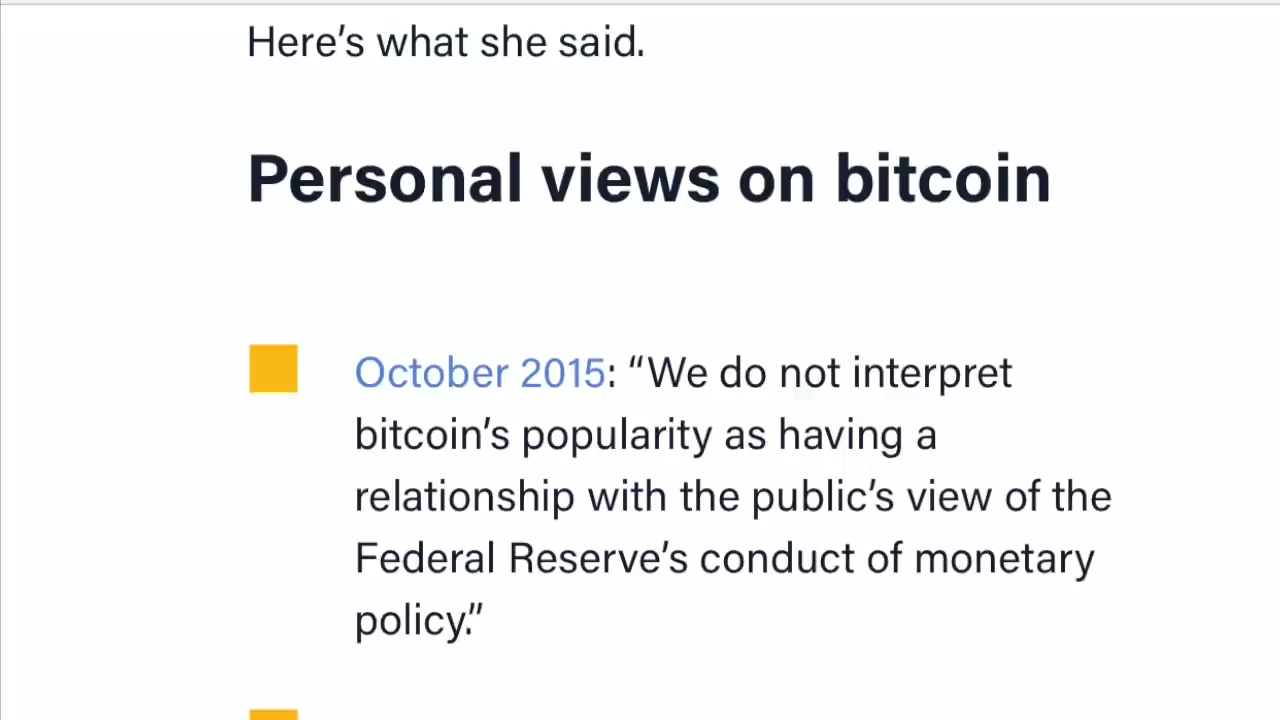 Here’s what she said.
Personal views on bitcoin
October 2015: “We do not interpret
bitcoin’s popularity as having a
relationship with the public’s view of the
Federal Reserve’s conduct of monetary
policy.”